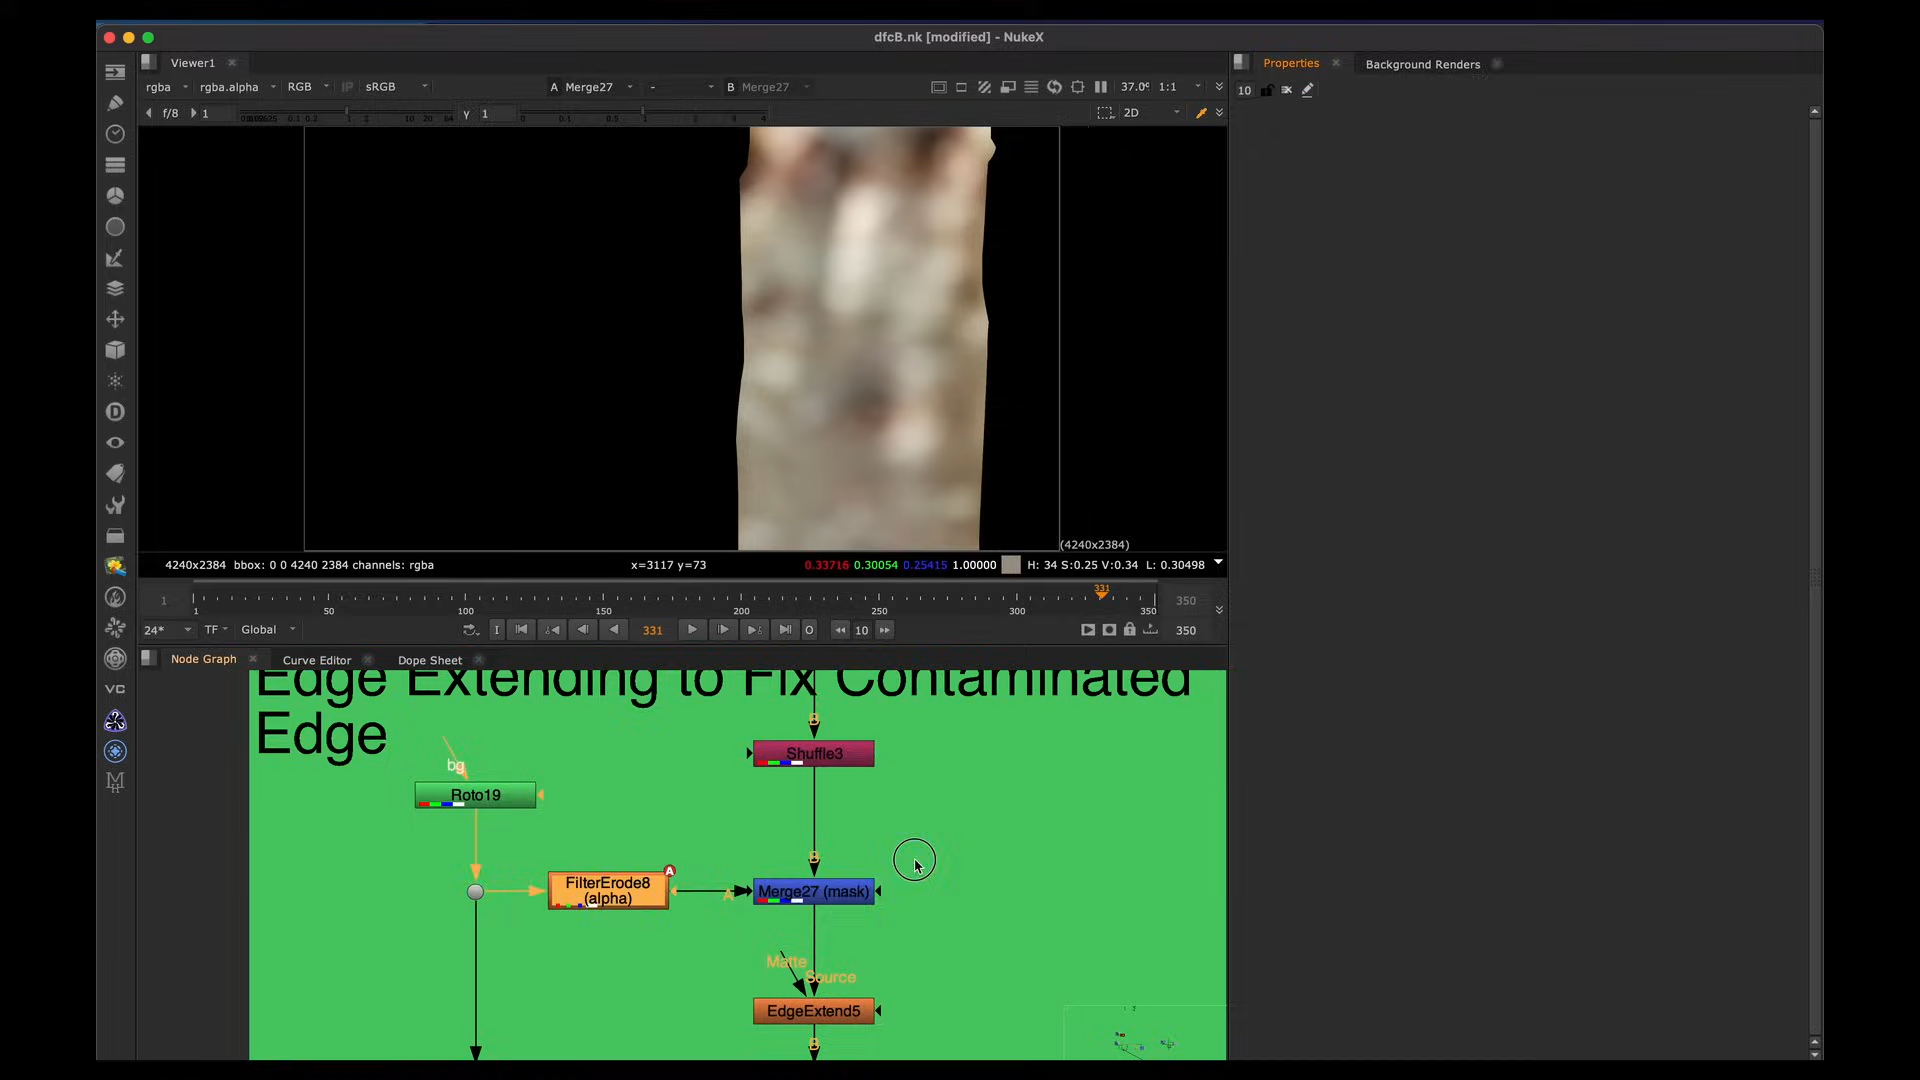 dfcB.nk [modified] - NukeX
Viewer1
Properties
Background Renders
rgba
rgba.alpha
RGB
IP
sRGB
A Merge27
-
B Merge27
1:1
10
f/8
1
γ
1
2D
(4240x2384)
4240x2384 bbox: 0 0 4240 2384 channels: rgba
x=3117 y=73
0.33716 0.30054 0.25415 1.00000
H: 34 S:0.25 V:0.34 L: 0.30498
331
1
1
50
100
150
200
250
300
350
350
24*
TF
Global
I
331
O
10
350
Node Graph
Curve Editor
Dope Sheet
D
VC
Edge Extending to Fix Contaminated
Edge
B
Shuffle3
bg
Roto19
B
A
FilterErode8
(alpha)
A
Merge27 (mask)
Matte
Source
EdgeExtend5
B